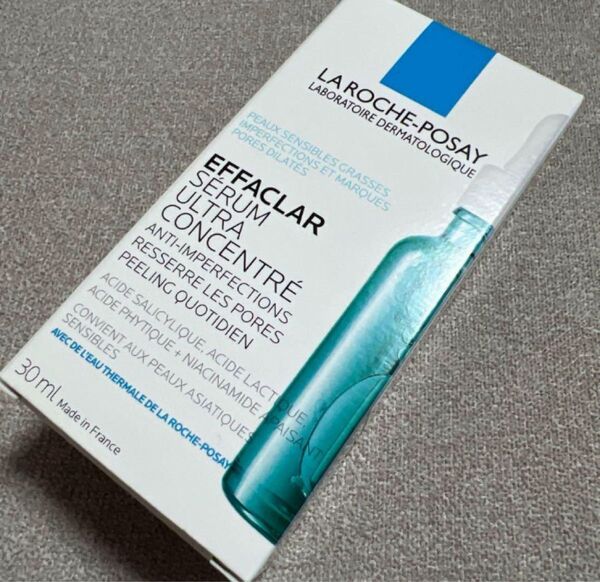 LA ROCHE-POSAY
LABORATOIRE DERMATOLOGIQUE
PEAUX SENSIBLES GRASSES
IMPERFECTIONS ET MARQUES
PORES DILATÉS
EFFACLAR
SÉRUM
ULTRA
CONCENTRÉ
ANTI-IMPERFECTIONS
RESSERRE LES PORES
PEELING QUOTIDIEN
ACIDE SALICYLIQUE, ACIDE LACTIQUE,
ACIDE PHYTIQUE + NIACINAMIDE APAISANT
CONVIENT AUX PEAUX ASIATIQUES
SENSIBLES
AVEC DE L'EAU THERMALE DE LA ROCHE-POSAY
30 ml Made in France